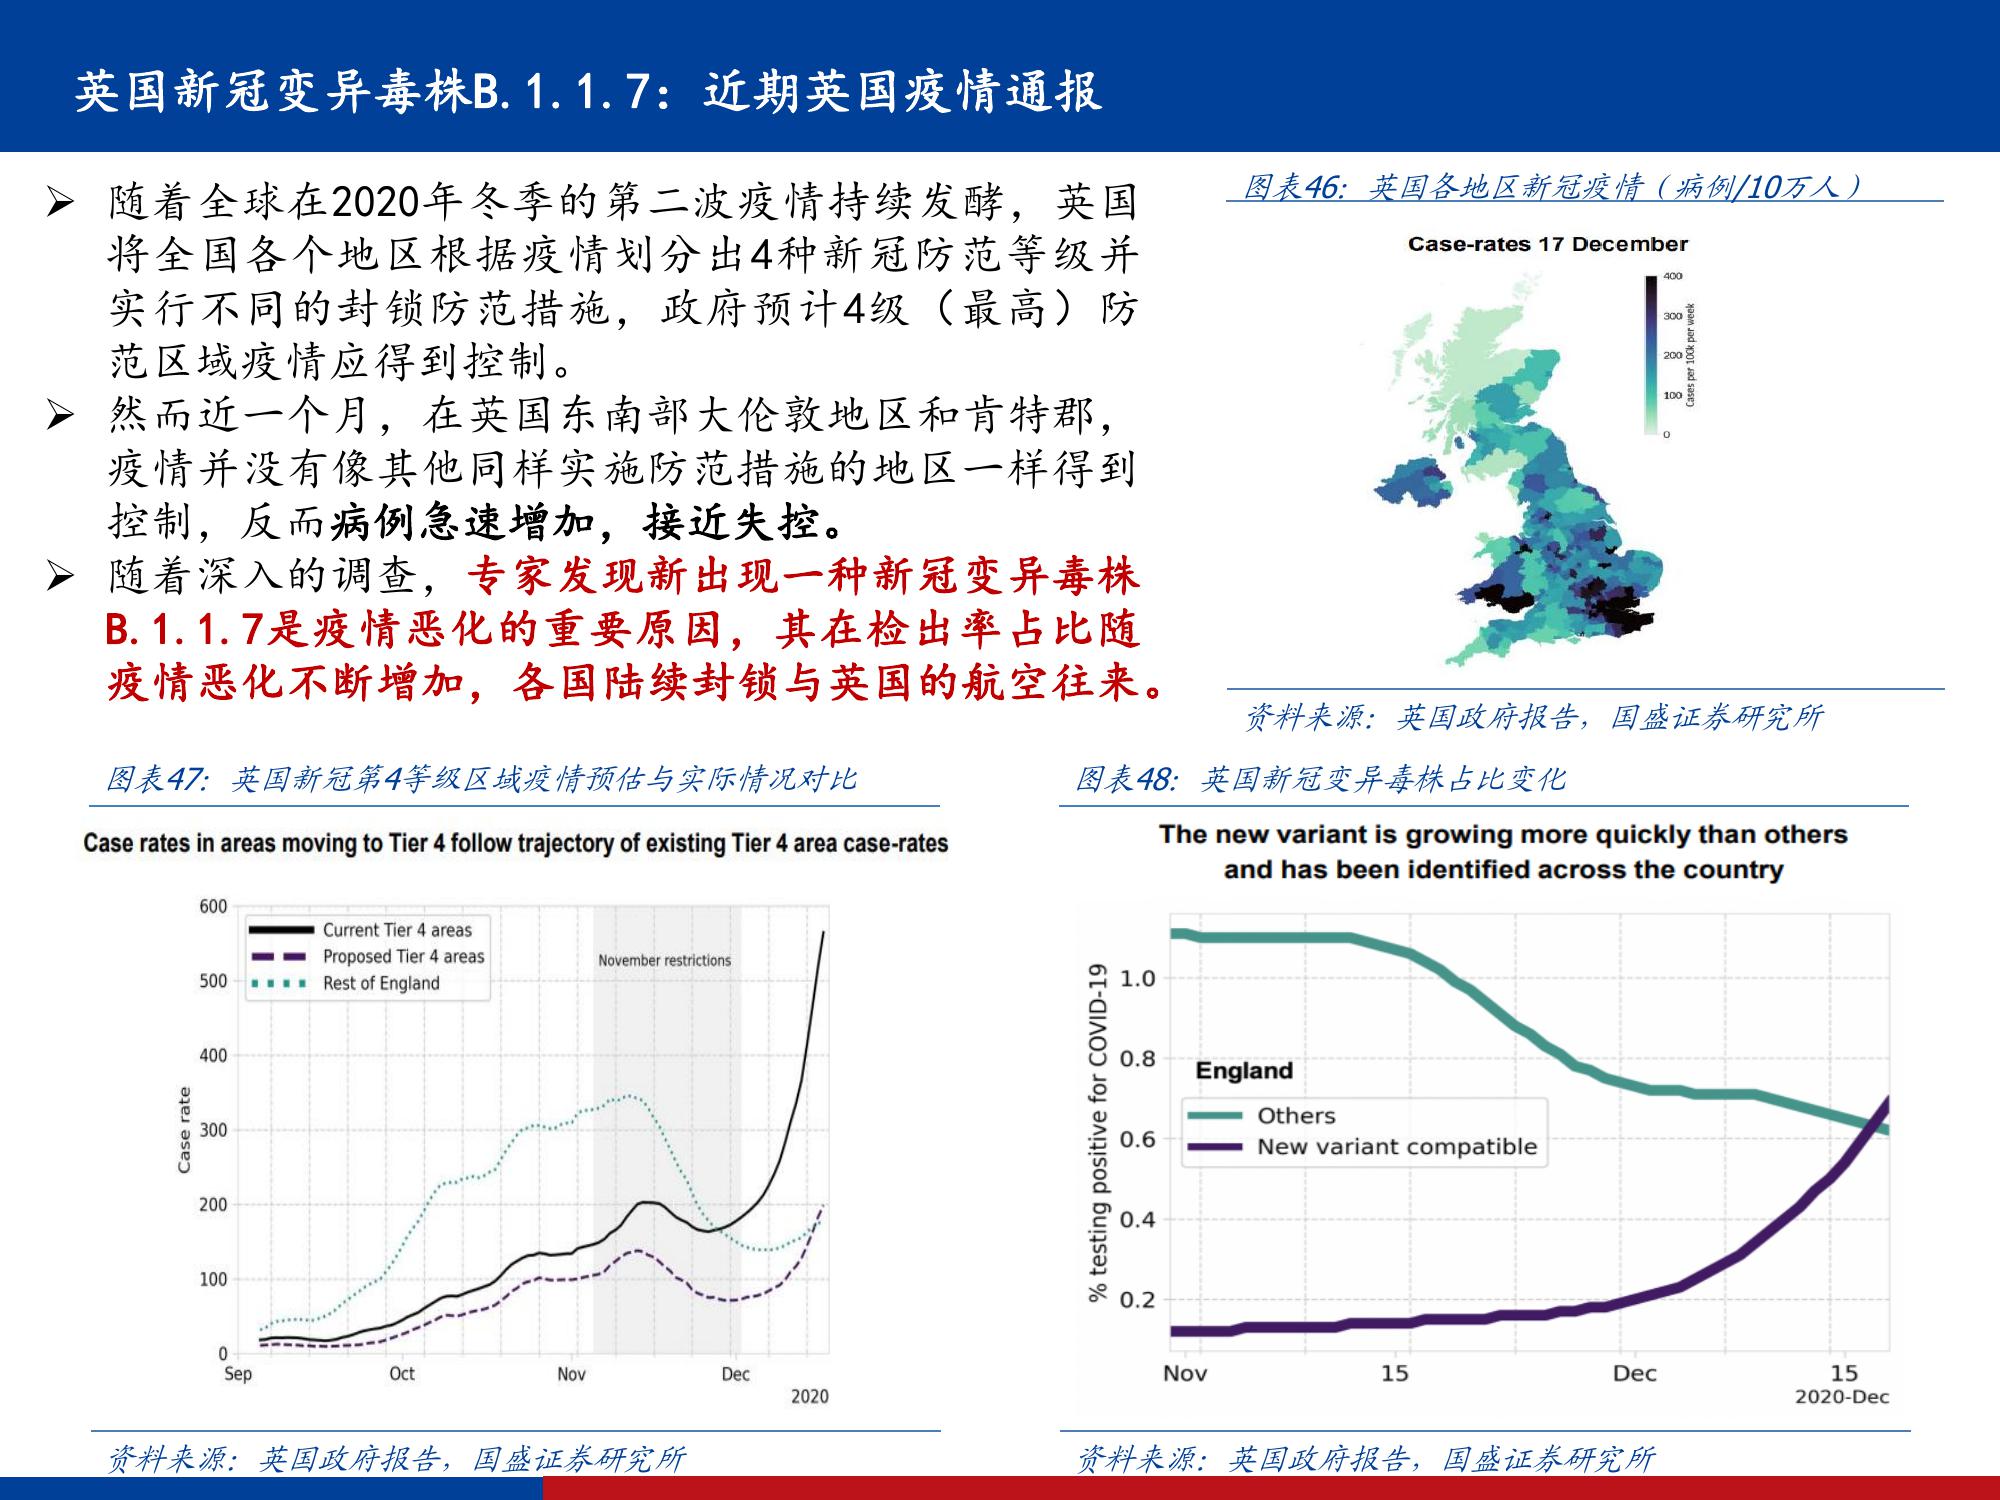 英国新冠变异毒株B.1.1.7：近期英国疫情通报
➢ 随着全球在2020年冬季的第二波疫情持续发酵，英国
将全国各个地区根据疫情划分出4种新冠防范等级并
实行不同的封锁防范措施，政府预计4级（最高）防
范区域疫情应得到控制。
➢ 然而近一个月，在英国东南部大伦敦地区和肯特郡，
疫情并没有像其他同样实施防范措施的地区一样得到
控制，反而病例急速增加，接近失控。
➢ 随着深入的调查，专家发现新出现一种新冠变异毒株
B.1.1.7是疫情恶化的重要原因，其在检出率占比随
疫情恶化不断增加，各国陆续封锁与英国的航空往来。
图表46：英国各地区新冠疫情（病例/10万人）
Case-rates 17 December
400
300
200
100
0
Cases per 100k per week
资料来源：英国政府报告，国盛证券研究所
图表47：英国新冠第4等级区域疫情预估与实际情况对比
Case rates in areas moving to Tier 4 follow trajectory of existing Tier 4 area case-rates
600
500
400
300
200
100
0
Case rate
Current Tier 4 areas
Proposed Tier 4 areas
Rest of England
November restrictions
Sep Oct Nov Dec
2020
资料来源：英国政府报告，国盛证券研究所
图表48：英国新冠变异毒株占比变化
The new variant is growing more quickly than others
and has been identified across the country
% testing positive for COVID-19
1.0
0.8
0.6
0.4
0.2
England
Others
New variant compatible
Nov 15 Dec 15
2020-Dec
资料来源：英国政府报告，国盛证券研究所